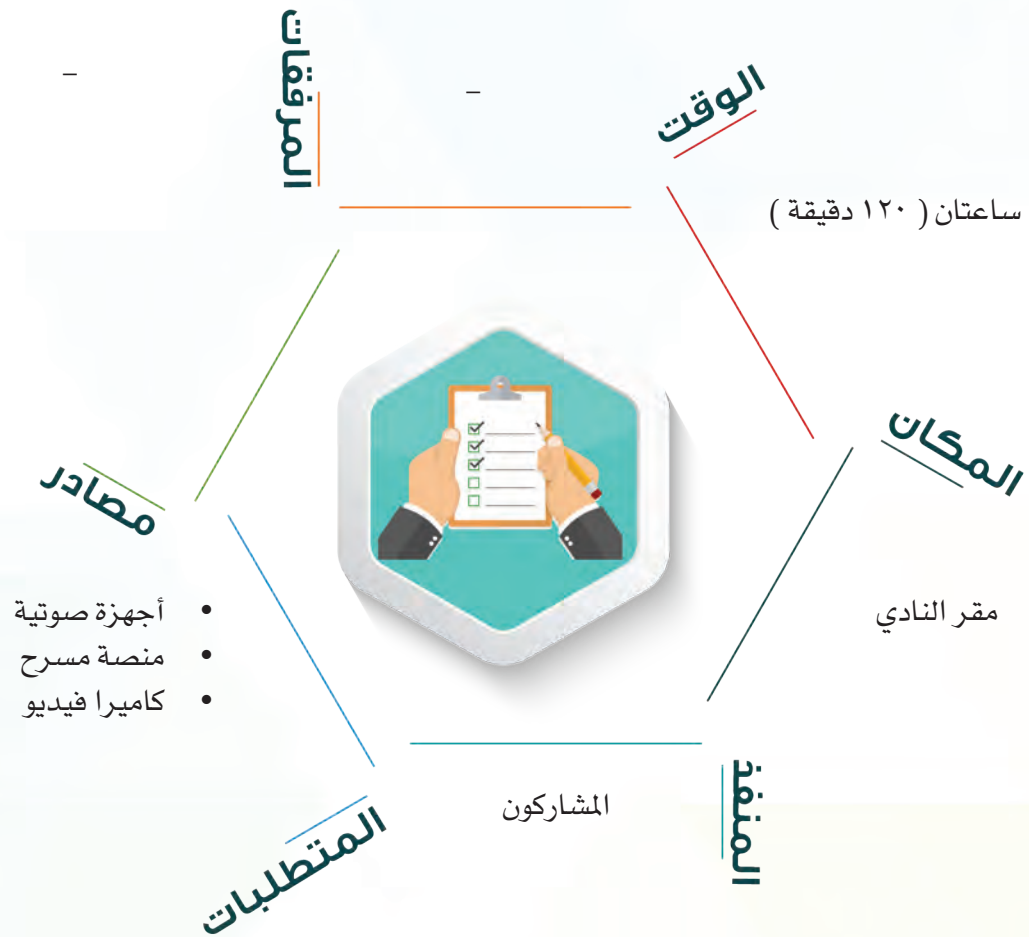 الوقت
ساعتان ( ١٢٠ دقيقة )
المكان
مقر النادي
المنفذ
المشاركون
المتطلبات
• أجهزة صوتية
• منصة مسرح
• كاميرا فيديو
مصادر
–
المرفقات
–